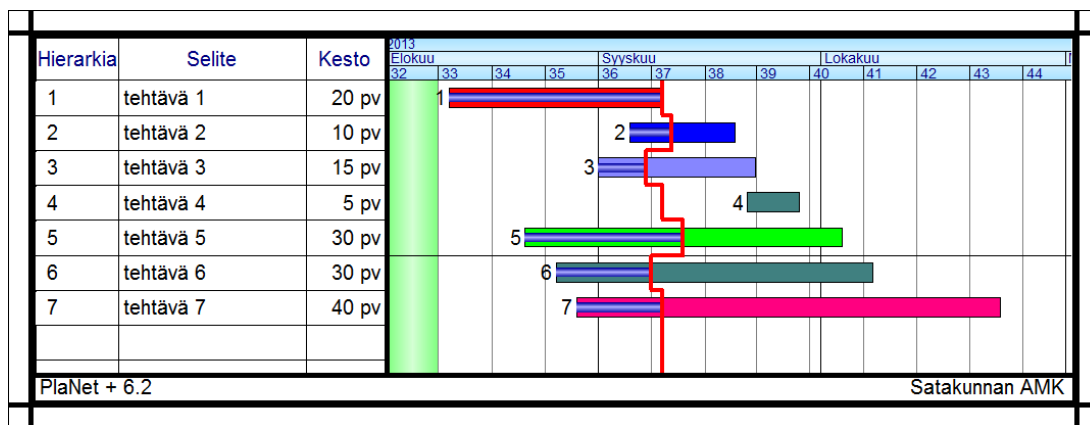 2013
Hierarkia Selite Kesto Elokuu Syyskuu Lokakuu
32 33 34 35 36 37 38 39 40 41 42 43 44
1 tehtävä 1 20 pv 1
2 tehtävä 2 10 pv 2
3 tehtävä 3 15 pv 3
4 tehtävä 4 5 pv 4
5 tehtävä 5 30 pv 5
6 tehtävä 6 30 pv 6
7 tehtävä 7 40 pv 7
PlaNet + 6.2 Satakunnan AMK